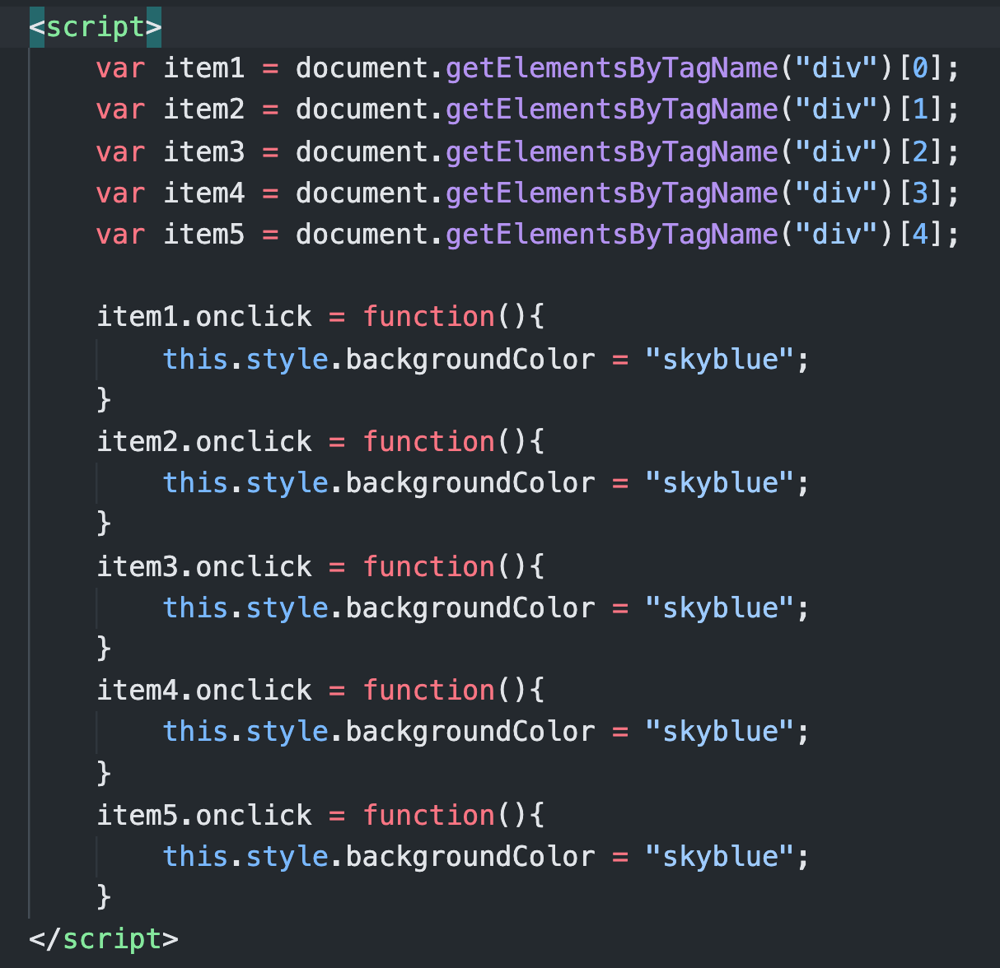 <script>
var item1 = document.getElementsByTagName("div")[0];
var item2 = document.getElementsByTagName("div")[1];
var item3 = document.getElementsByTagName("div")[2];
var item4 = document.getElementsByTagName("div")[3];
var item5 = document.getElementsByTagName("div")[4];
item1.onclick = function(){
this.style.backgroundColor = "skyblue";
}
item2.onclick = function(){
this.style.backgroundColor = "skyblue";
}
item3.onclick = function(){
this.style.backgroundColor = "skyblue";
}
item4.onclick = function(){
this.style.backgroundColor = "skyblue";
}
item5.onclick = function(){
this.style.backgroundColor = "skyblue";
}
</script>